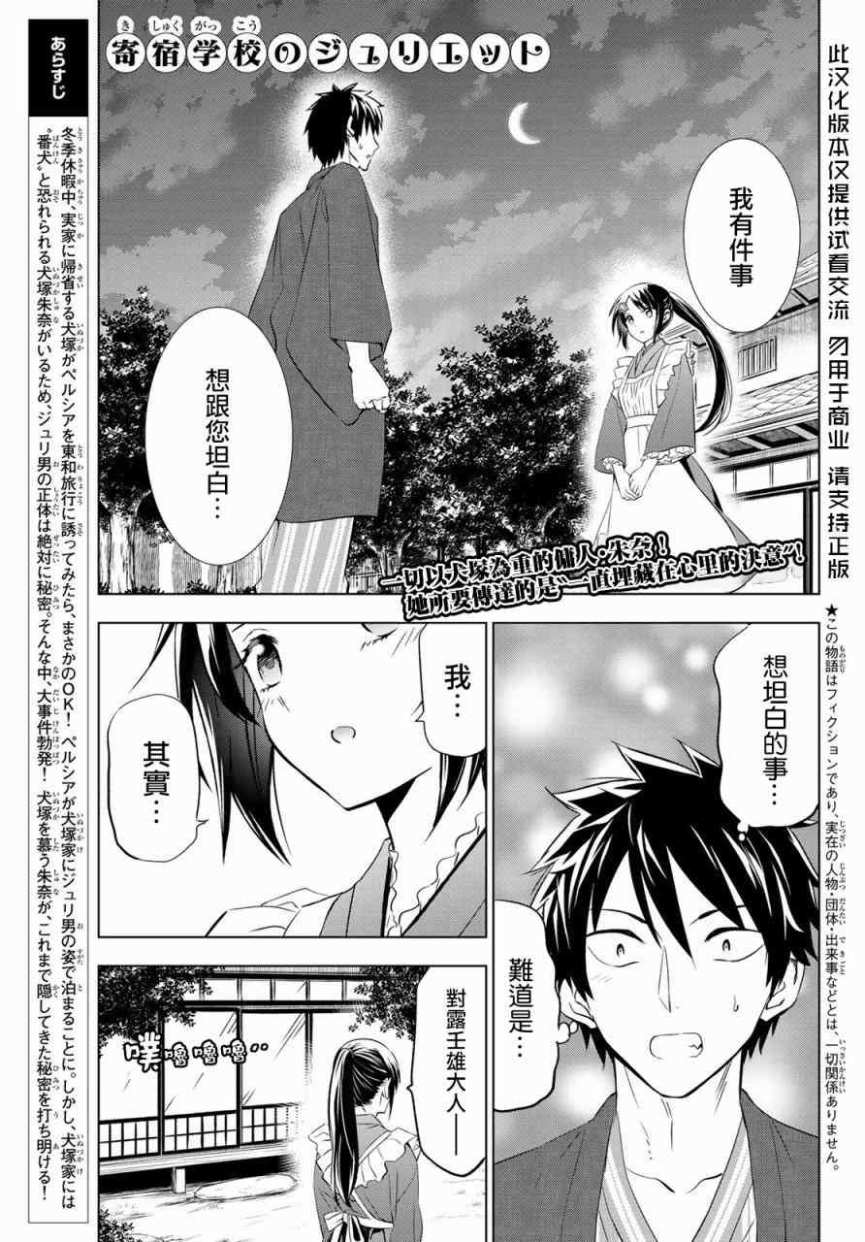 寄宿学校のジュリエット
き しゅく がっ こう
我有件事
想跟您坦白…
一切以犬塚為重的傭人・朱奈！
她所要傳達的是“一直埋藏在心里的決意”！
想坦白的事…
難道是…
我…
其實…
對露壬雄大人——
噗嚕嚕嚕
此汉化版本仅提供试看交流 勿用于商业 请支持正版
★この物語はフィクションであり、実在の人物・団体・出来事などとは、一切関係ありません。
あらすじ
冬季休暇中、実家に帰省する犬塚がペルシアを東和旅行に誘ってみたら、まさかのOK！ ペルシアが犬塚家にジュリ男の姿で泊まることに。しかし、犬塚家には
“番犬”と恐れられる犬塚朱奈がいるため、ジュリ男の正体は絶対に秘密。そんな中、大事件勃発！ 犬塚を慕う朱奈が、これまで隠してきた秘密を打ち明ける！